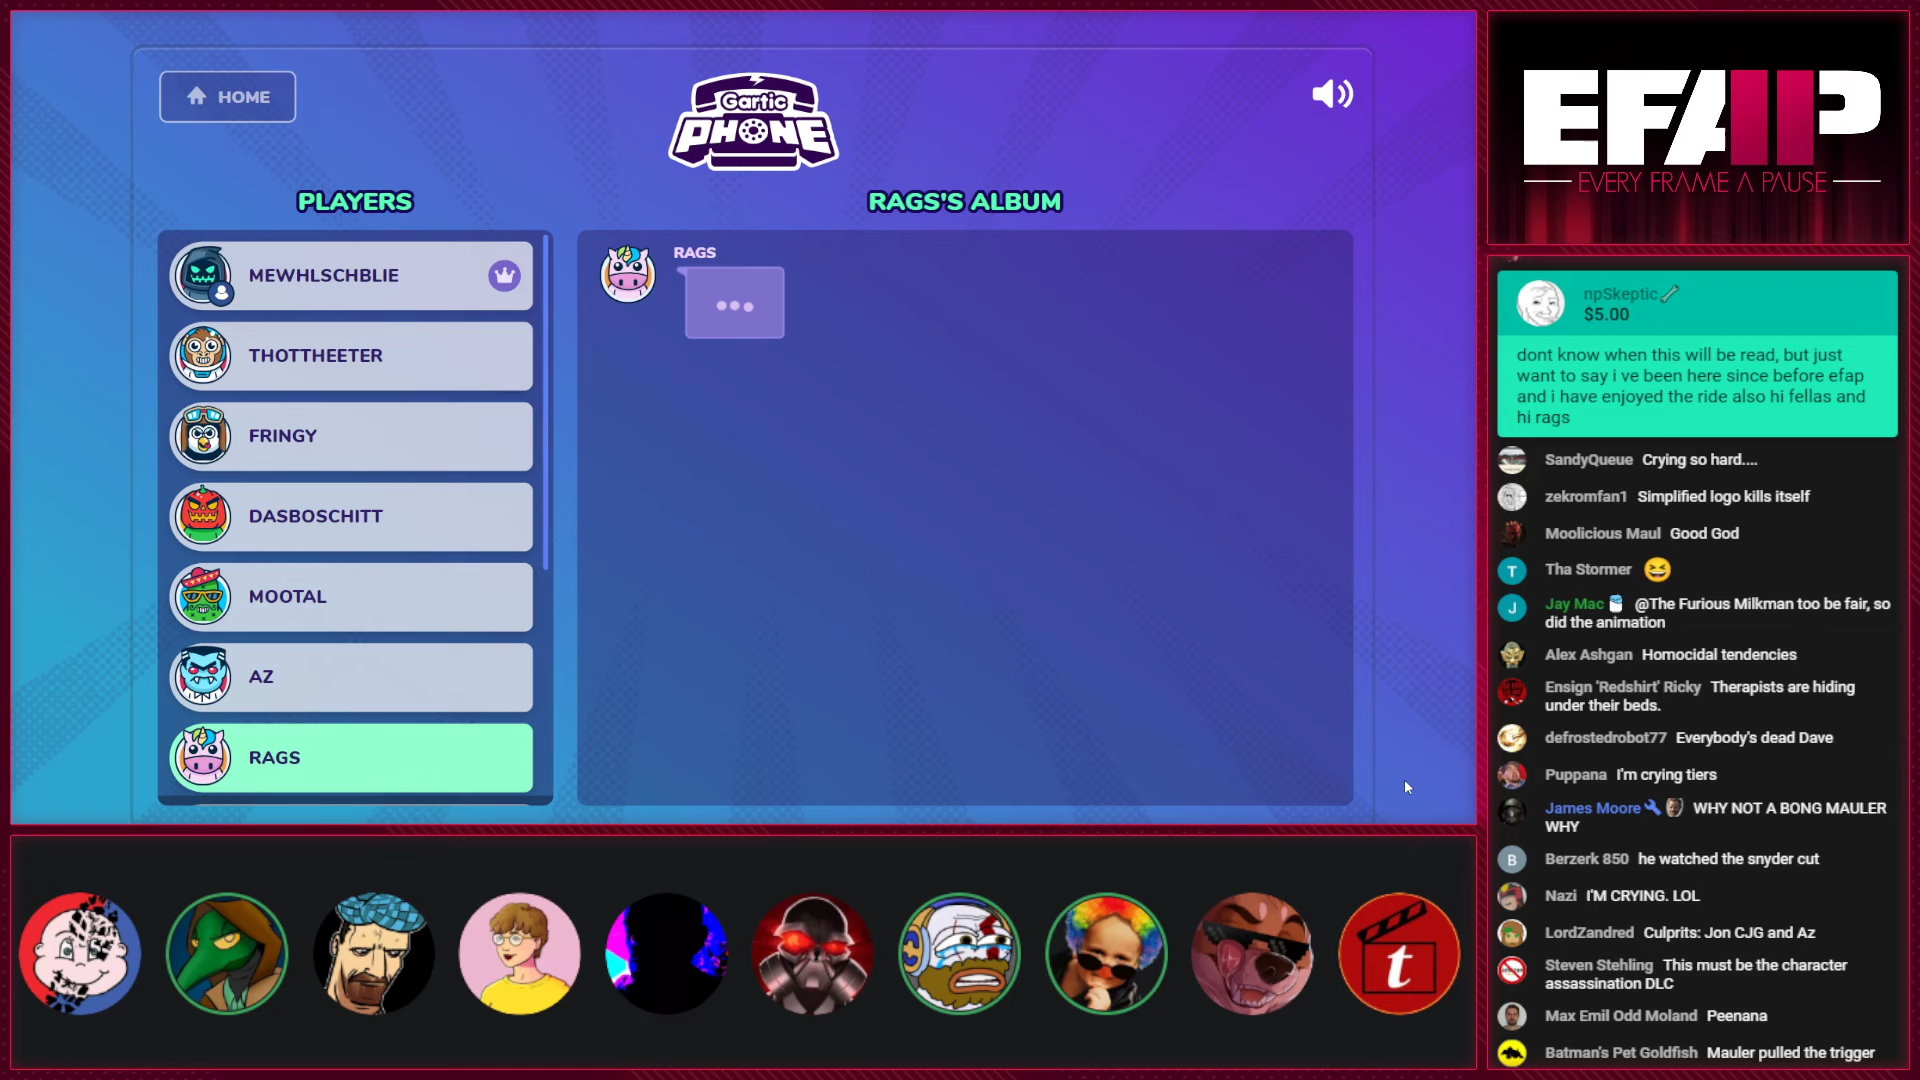 HOME
Gartic
PHONE
PLAYERS
RAGS'S ALBUM
MEWHLSCHBLIE
THOTTHEETER
FRINGY
DASBOSCHITT
MOOTAL
AZ
RAGS
RAGS
t
EFAP
EVERY FRAME A PAUSE
npSkeptic
$5.00
dont know when this will be read, but just
want to say i ve been here since before efap
and i have enjoyed the ride also hi fellas and
hi rags
SandyQueue Crying so hard....
zekromfan1 Simplified logo kills itself
Moolicious Maul Good God
T Tha Stormer 😆
J Jay Mac 🥛 @The Furious Milkman too be fair, so
did the animation
Alex Ashgan Homocidal tendencies
Ensign 'Redshirt' Ricky Therapists are hiding
under their beds.
defrostedrobot77 Everybody's dead Dave
Puppana I'm crying tiers
James Moore WHY NOT A BONG MAULER
WHY
B Berzerk 850 he watched the snyder cut
Nazi I'M CRYING. LOL
LordZandred Culprits: Jon CJG and Az
Steven Stehling This must be the character
assassination DLC
Max Emil Odd Moland Peenana
Batman's Pet Goldfish Mauler pulled the trigger